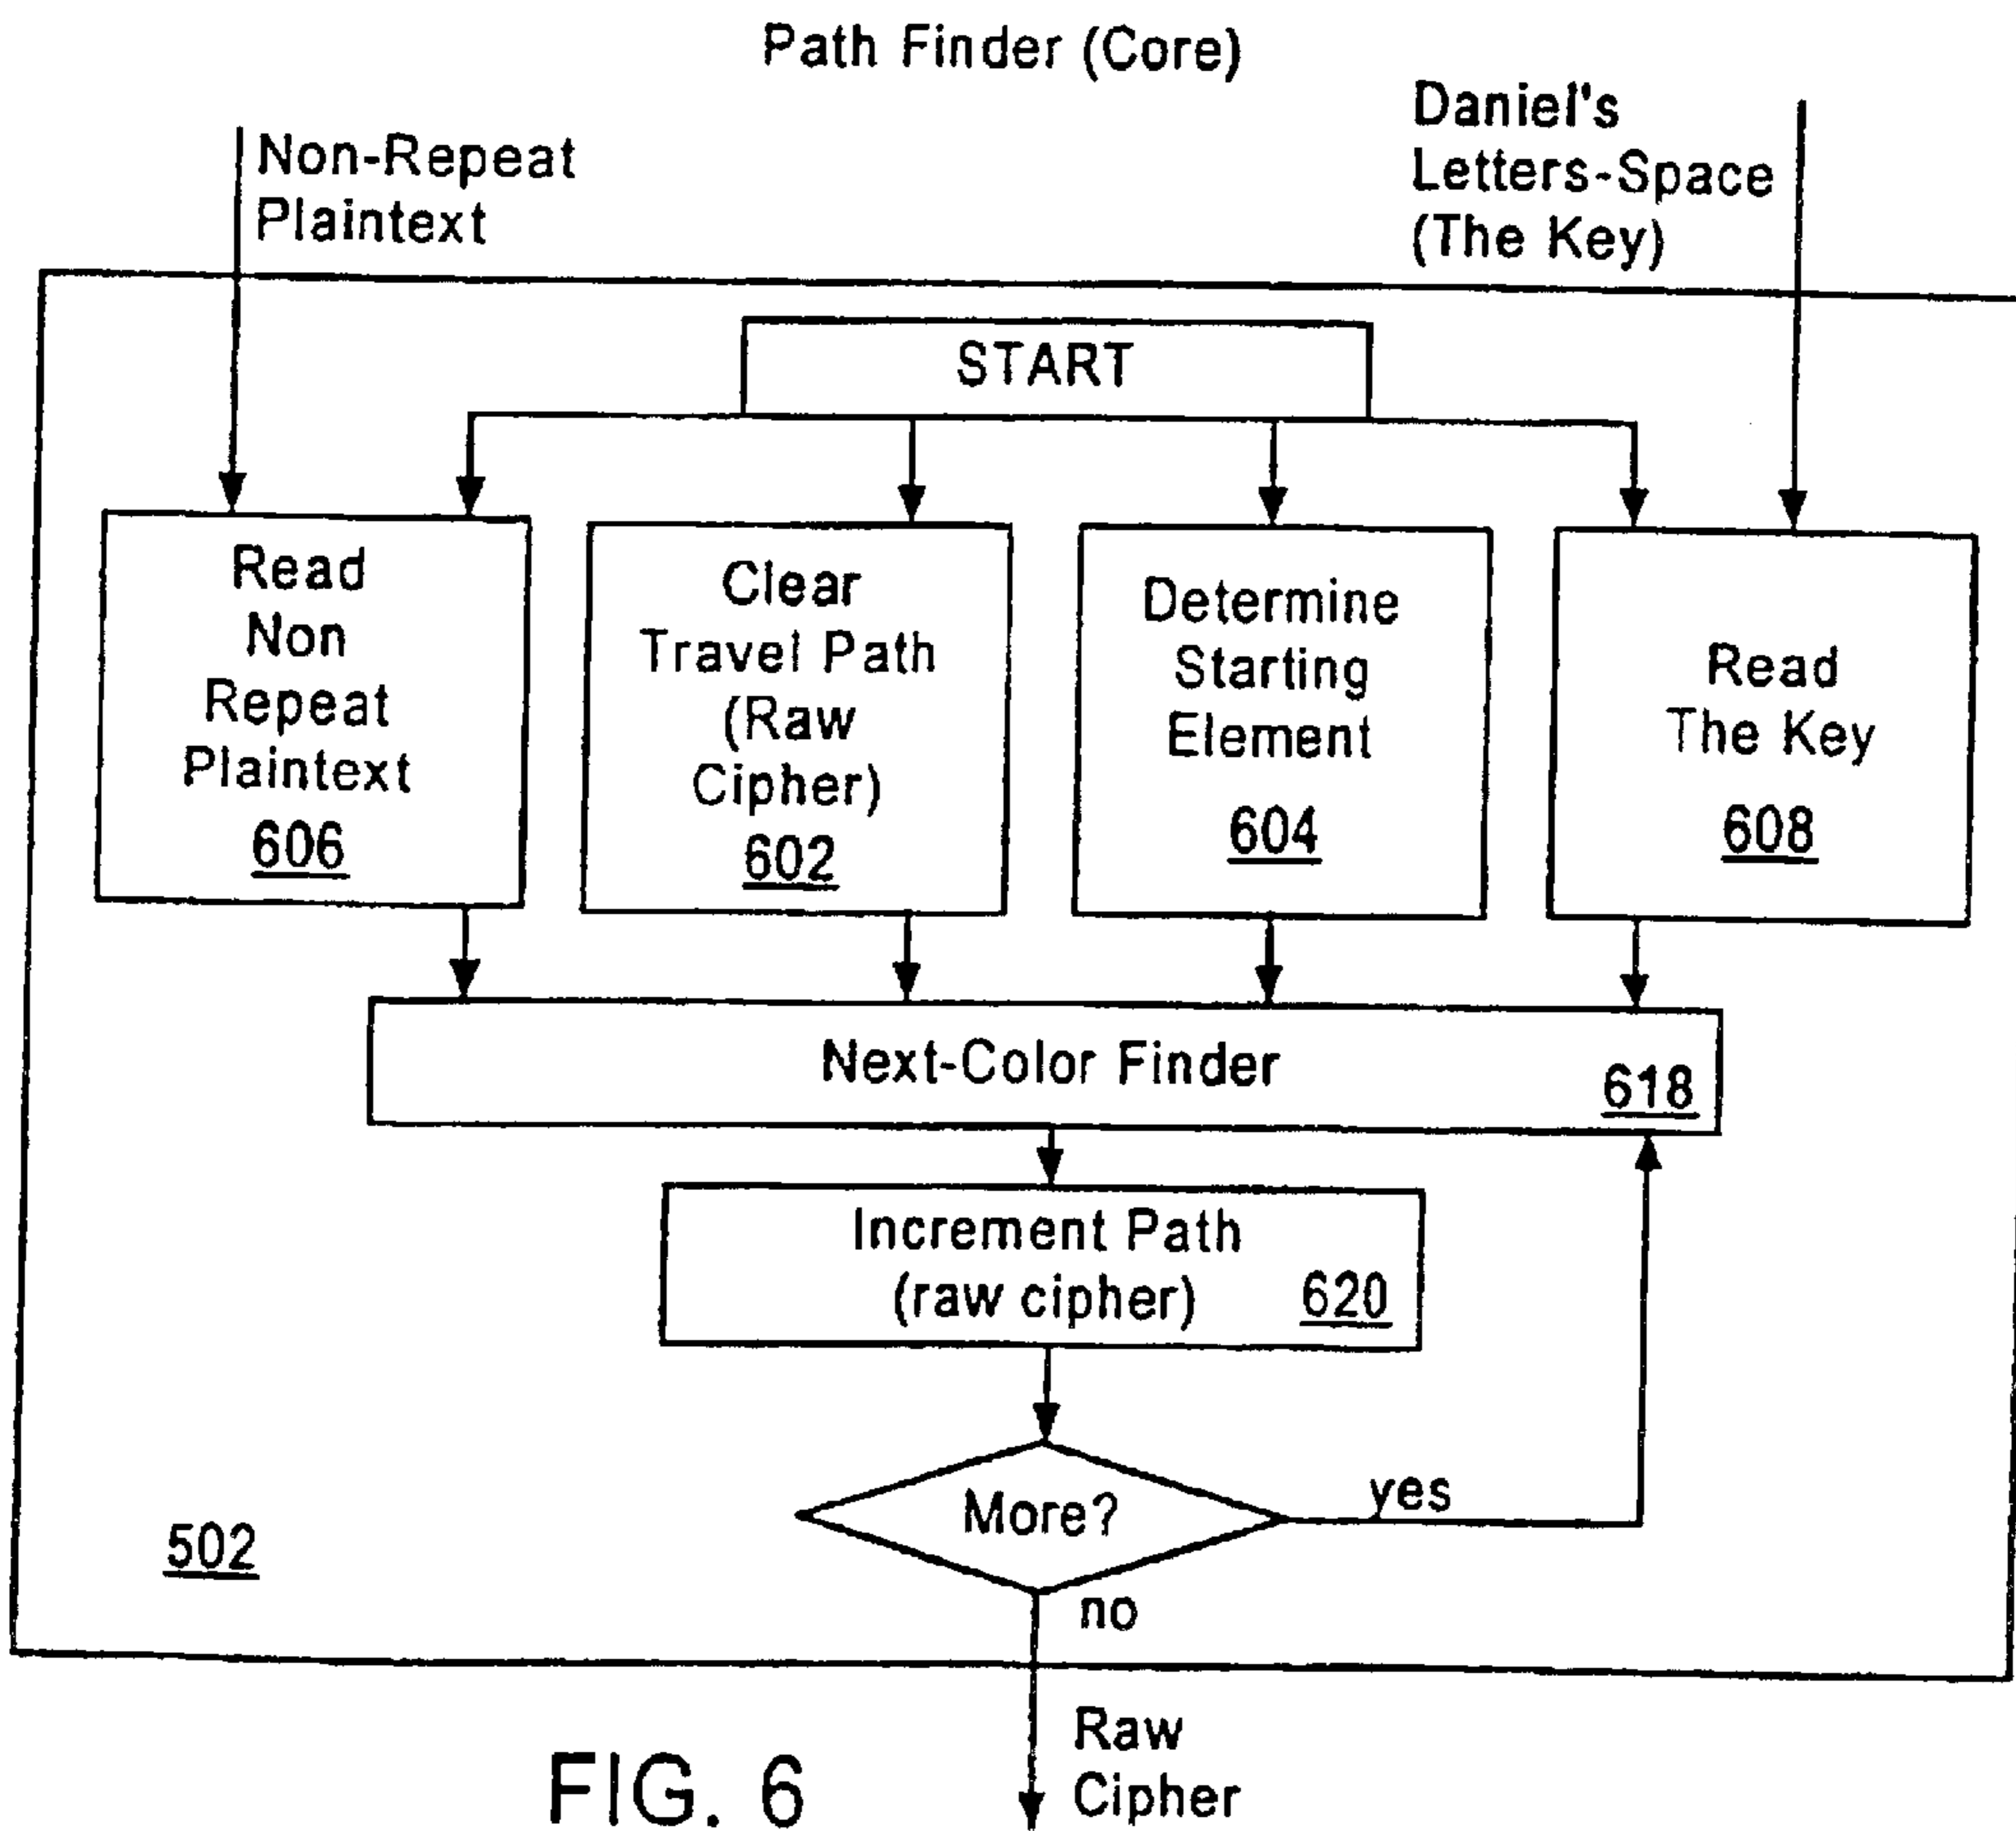 Path Finder (Core)
Non-Repeat
Plaintext
Daniel's
Letters-Space
(The Key)
START
Read
Non
Repeat
Plaintext
606
Clear
Travel Path
(Raw
Cipher)
602
Determine
Starting
Element
604
Read
The Key
608
Next-Color Finder
618
Increment Path
(raw cipher)
620
More?
yes
no
502
Raw
Cipher
FIG. 6